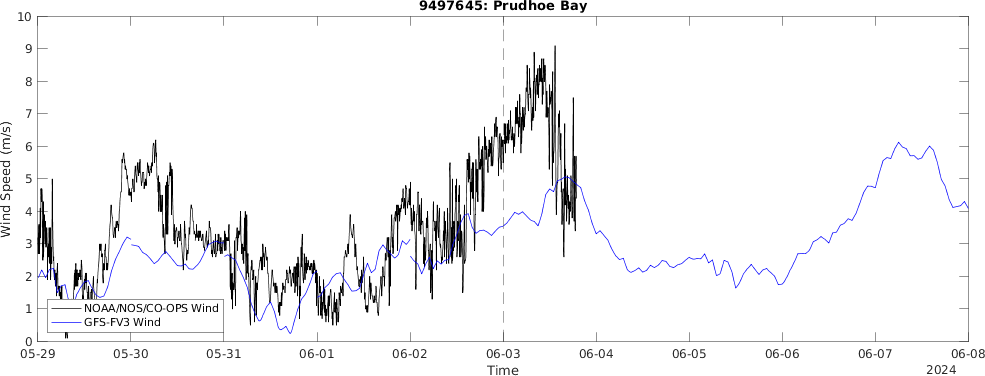 9497645: Prudhoe Bay
10
9
8
7
6
5
4
3
2
1
0
Wind Speed (m/s)
NOAA/NOS/CO-OPS Wind
GFS-FV3 Wind
05-29 05-30 05-31 06-01 06-02 06-03 06-04 06-05 06-06 06-07 06-08
Time
2024